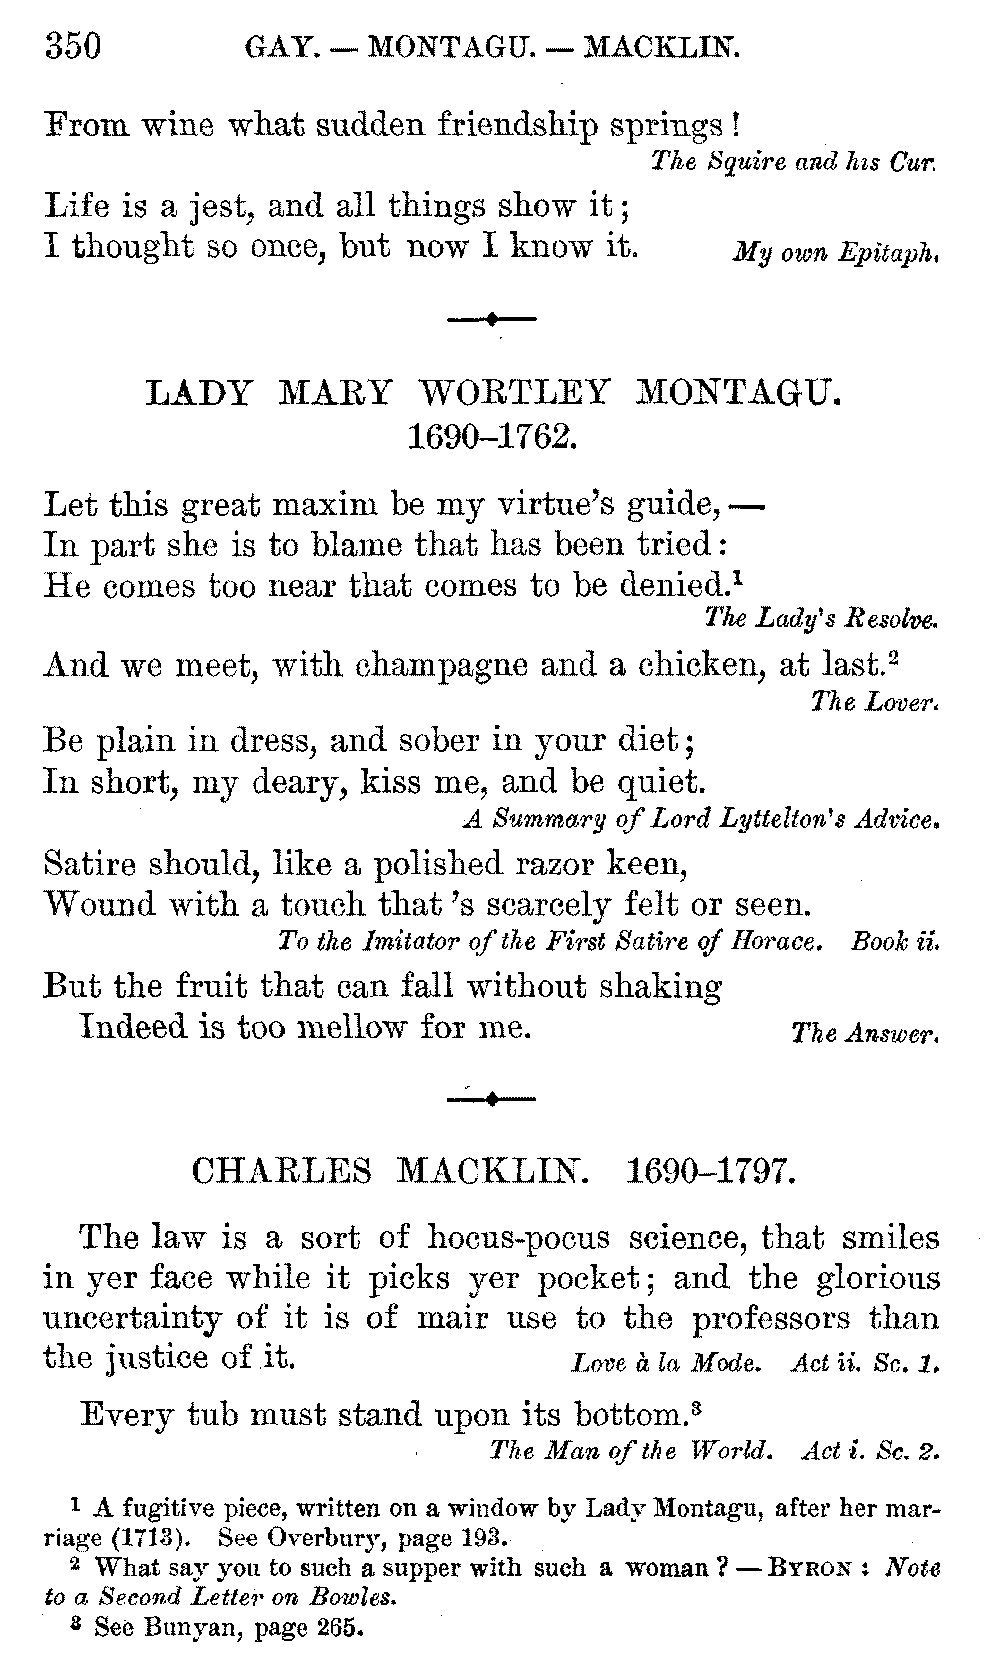 350 GAY. — MONTAGU. — MACKLIN.
From wine what sudden friendship springs!
The Squire and his Cur.
Life is a jest, and all things show it;
I thought so once, but now I know it. My own Epitaph.
LADY MARY WORTLEY MONTAGU.
1690–1762.
Let this great maxim be my virtue's guide, —
In part she is to blame that has been tried:
He comes too near that comes to be denied.¹
The Lady's Resolve.
And we meet, with champagne and a chicken, at last.²
The Lover.
Be plain in dress, and sober in your diet;
In short, my deary, kiss me, and be quiet.
A Summary of Lord Lyttelton's Advice.
Satire should, like a polished razor keen,
Wound with a touch that 's scarcely felt or seen.
To the Imitator of the First Satire of Horace. Book ii.
But the fruit that can fall without shaking
Indeed is too mellow for me. The Answer.
CHARLES MACKLIN. 1690–1797.
The law is a sort of hocus-pocus science, that smiles
in yer face while it picks yer pocket; and the glorious
uncertainty of it is of mair use to the professors than
the justice of it. Love à la Mode. Act ii. Sc. 1.
Every tub must stand upon its bottom.³
The Man of the World. Act i. Sc. 2.
¹ A fugitive piece, written on a window by Lady Montagu, after her mar-
riage (1713). See Overbury, page 193.
² What say you to such a supper with such a woman? — BYRON: Note
to a Second Letter on Bowles.
³ See Bunyan, page 265.